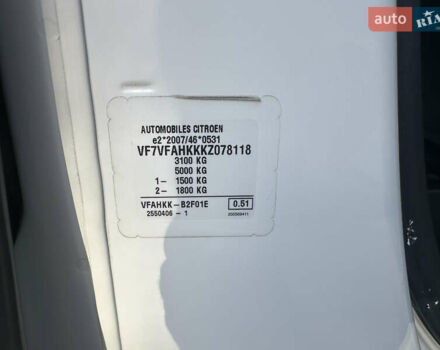 auto RIA
AUTOMOBILES CITROEN
e2*2007/46*0531
VF7VFAHKKKZ078118
3100 KG
5000 KG
1- 1500 KG
2- 1800 KG
VFAHKK-B2F01E 0.51
2550406 - 1